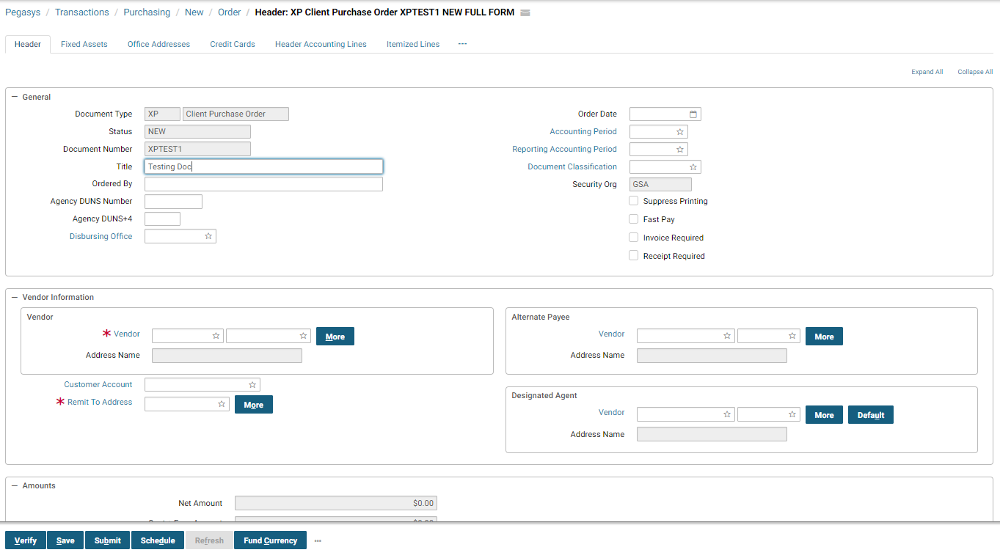 Pegasys / Transactions / Purchasing / New / Order / Header: XP Client Purchase Order XPTEST1 NEW FULL FORM
Header Fixed Assets Office Addresses Credit Cards Header Accounting Lines Itemized Lines ...
Expand All Collapse All
General
Document Type XP Client Purchase Order
Status NEW
Document Number XPTEST1
Title Testing Doc
Ordered By
Agency DUNS Number
Agency DUNS+4
Disbursing Office
Order Date
Accounting Period
Reporting Accounting Period
Document Classification
Security Org GSA
Suppress Printing
Fast Pay
Invoice Required
Receipt Required
Vendor Information
Vendor
* Vendor More
Address Name
Customer Account
* Remit To Address More
Alternate Payee
Vendor More
Address Name
Designated Agent
Vendor More Default
Address Name
Amounts
Net Amount $0.00
Verify Save Submit Schedule Refresh Fund Currency ...